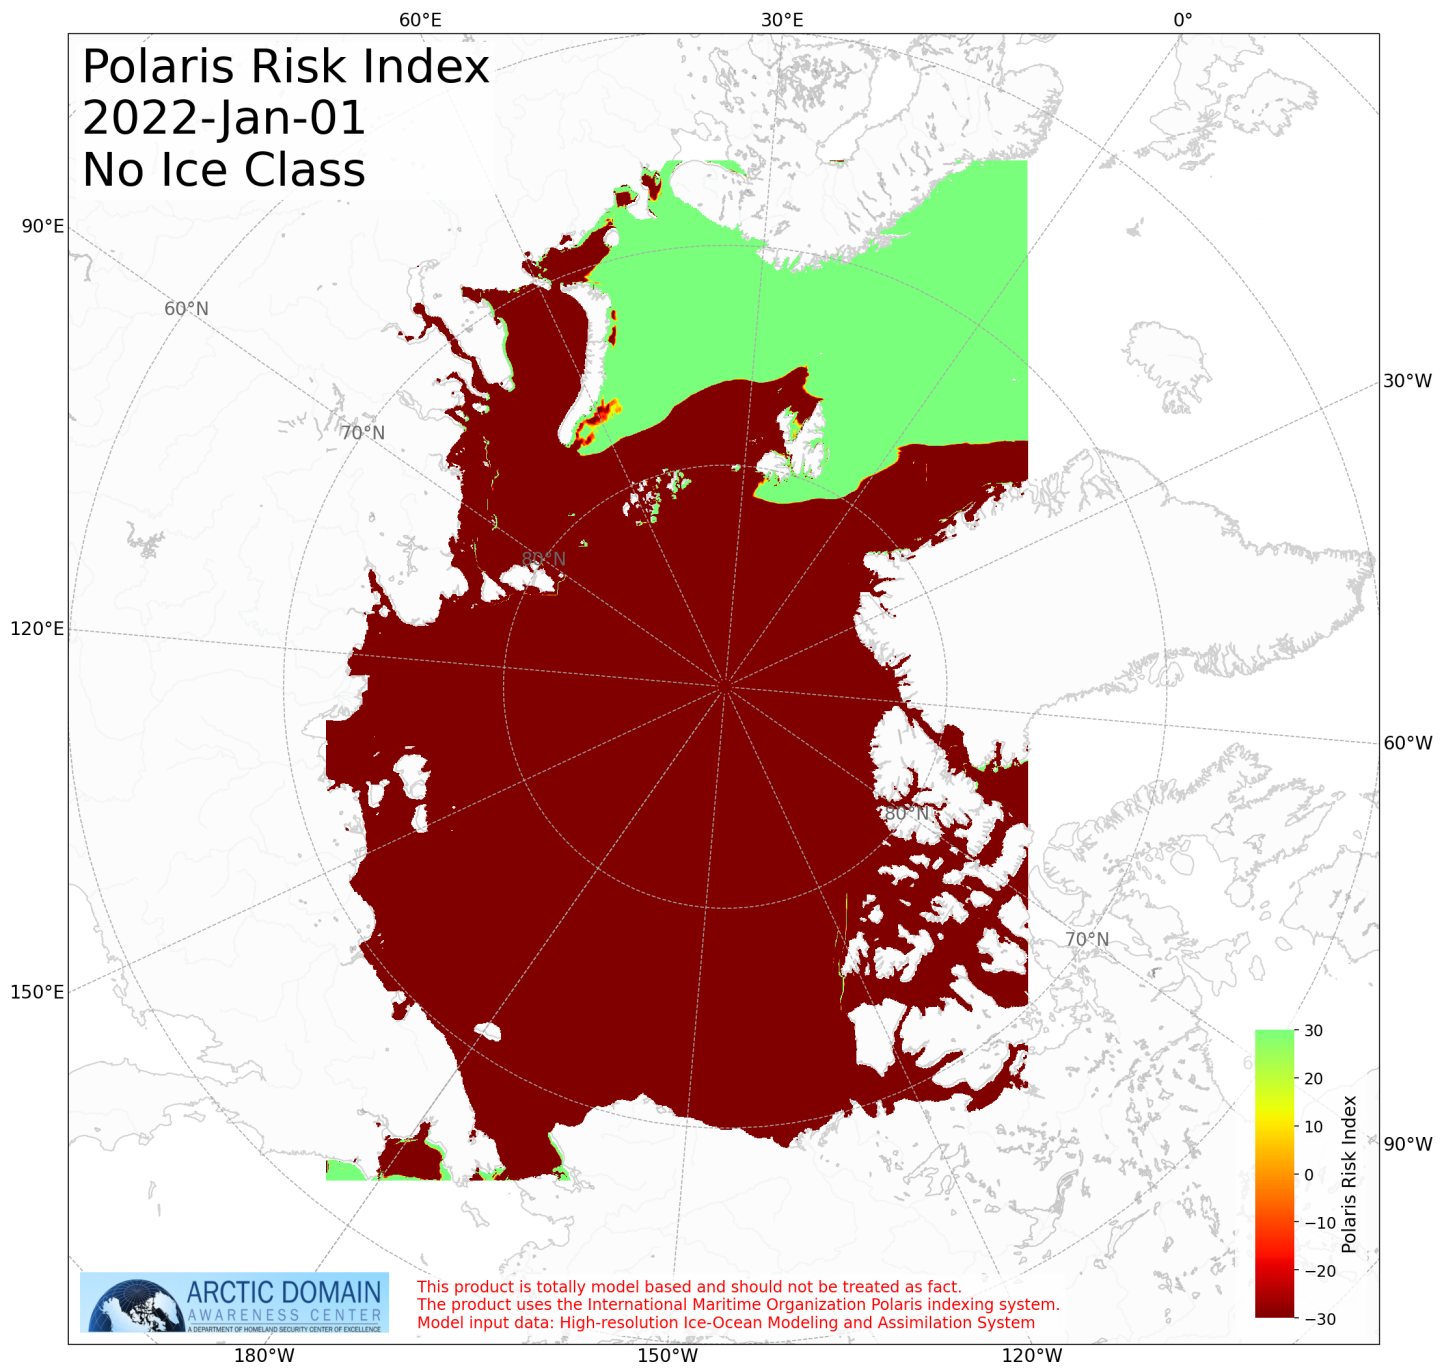 60°E 30°E 0°
Polaris Risk Index
2022-Jan-01
No Ice Class
90°E
60°N
30°W
70°N
80°N
120°E
60°W
80°N
70°N
150°E
30
20
10
0
−10
−20
−30
Polaris Risk Index
90°W
ARCTIC DOMAIN
AWARENESS CENTER
A DEPARTMENT OF HOMELAND SECURITY CENTER OF EXCELLENCE
This product is totally model based and should not be treated as fact.
The product uses the International Maritime Organization Polaris indexing system.
Model input data: High-resolution Ice-Ocean Modeling and Assimilation System
180°W 150°W 120°W